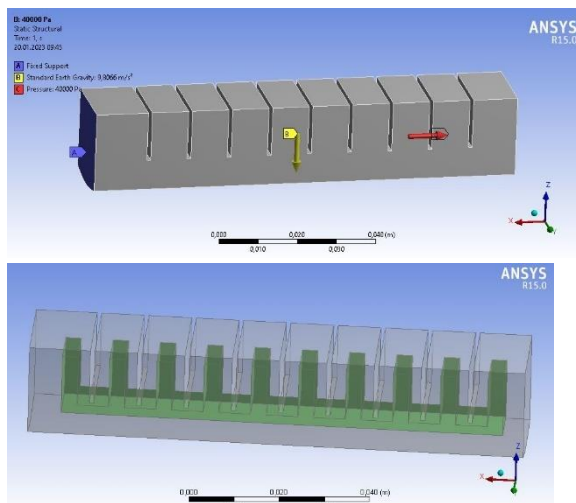 B: 40000 Pa
Static Structural
Time: 1, s
20.01.2023 09:45
A Fixed Support
B Standard Earth Gravity: 9,8066 m/s²
C Pressure: 40000 Pa
ANSYS
R15.0
A
B
Z
X
Y
0,000 0,020 0,040 (m)
0,010 0,030
ANSYS
R15.0
Z
X
0,000 0,020 0,040 (m)